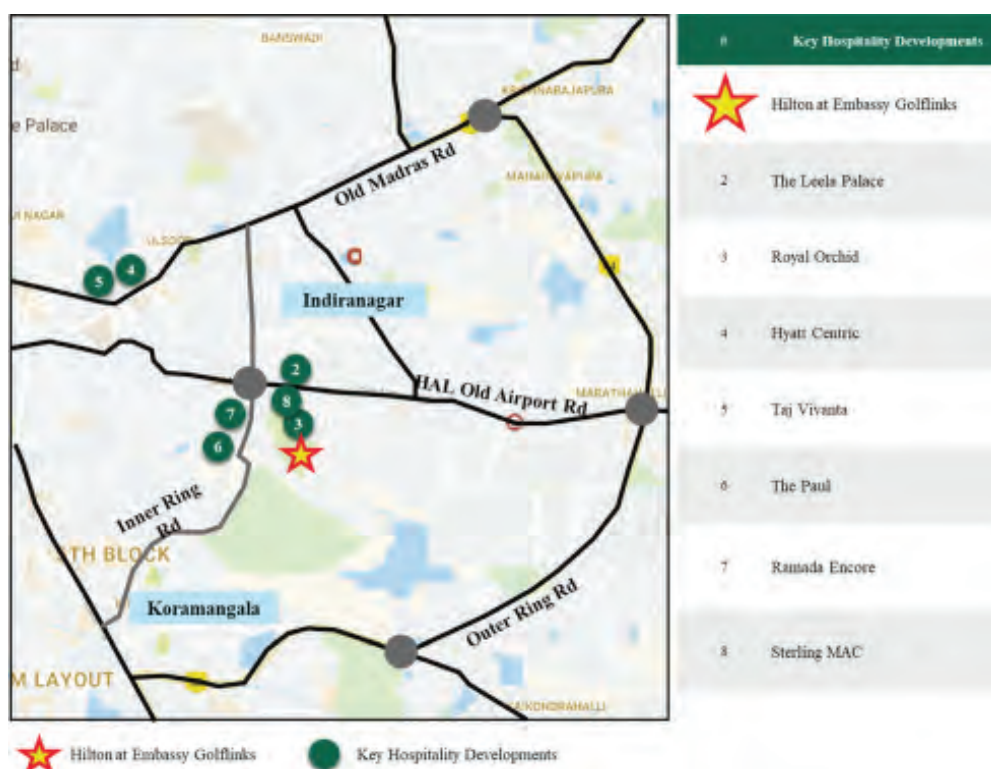 BANSWADI
d
e Palace
KRISHNARAJAPURA
Old Madras Rd
MAHADEVAPURA
NAGAR
ULSOOR
5
4
Indiranagar
2
HAL Old Airport Rd
8
7
3
6
Inner Ring
Rd
TH BLOCK
Koramangala
Outer Ring Rd
M LAYOUT
KAIKONDRAHALLI
Hilton at Embassy Golflinks
Key Hospitality Developments
# Key Hospitality Developments
Hilton at Embassy Golflinks
2 The Leela Palace
3 Royal Orchid
4 Hyatt Centric
5 Taj Vivanta
6 The Paul
7 Ramada Encore
8 Sterling MAC